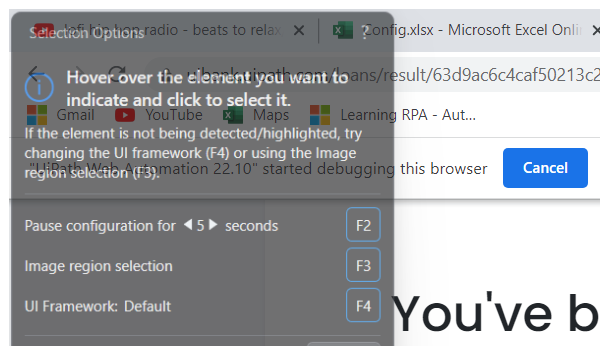 Selection Options
?
lofi hip hop radio - beats to relax
Config.xlsx - Microsoft Excel Onli
uibank.uipath.com/loans/result/63d9ac6c4caf50213c2
Hover over the element you want to
indicate and click to select it.
Gmail
YouTube
Maps
Learning RPA - Aut...
If the element is not being detected/highlighted, try
changing the UI framework (F4) or using the Image
region selection (F3).
"UiPath Web Automation 22.10" started debugging this browser
Cancel
Pause configuration for 5 seconds
F2
Image region selection
F3
UI Framework: Default
F4
You've b